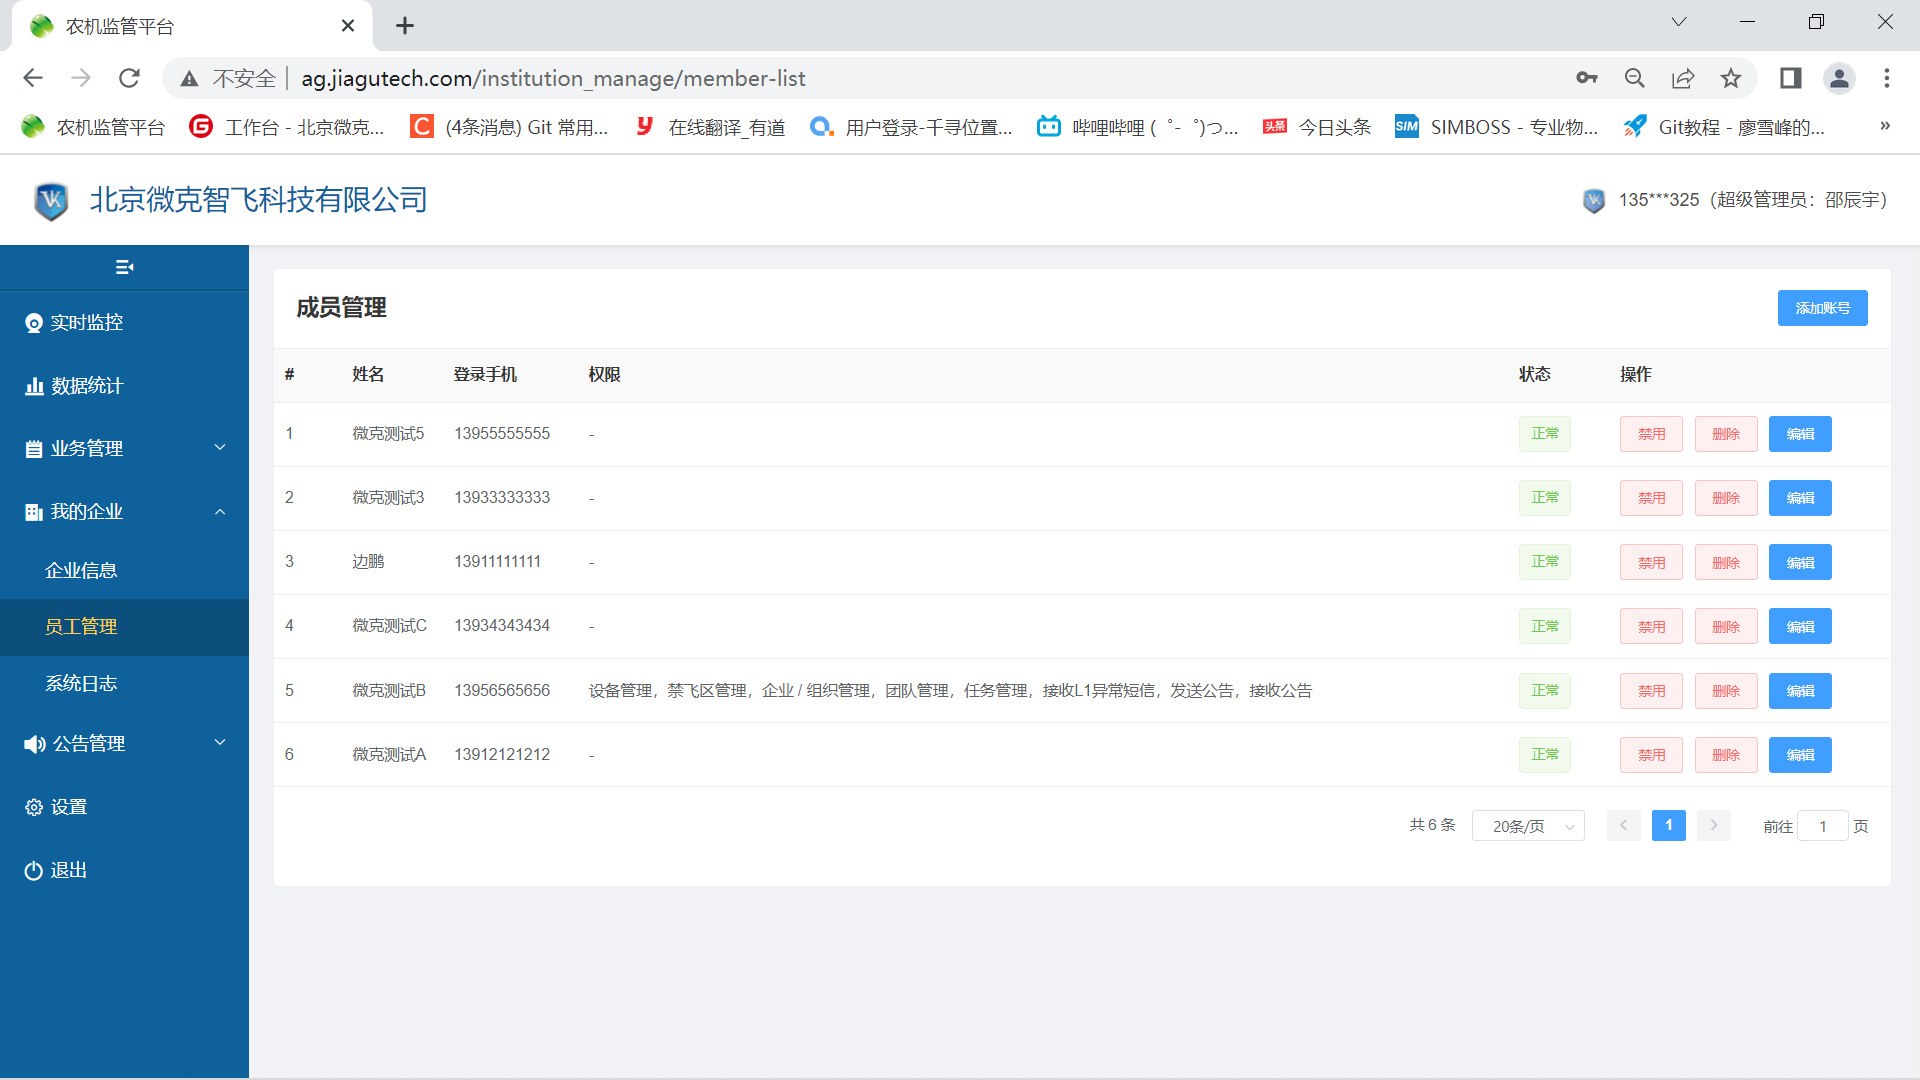 农机监管平台
不安全 ag.jiagutech.com/institution_manage/member-list
农机监管平台 工作台 - 北京微克... (4条消息) Git 常用... 在线翻译_有道 用户登录-千寻位置... 哔哩哔哩 ( ゜- ゜)つ... 今日头条 SIMBOSS - 专业物... Git教程 - 廖雪峰的... »
北京微克智飞科技有限公司
135***325（超级管理员：邵辰宇）
实时监控
数据统计
业务管理
我的企业
企业信息
员工管理
系统日志
公告管理
设置
退出
成员管理
添加账号
# 姓名 登录手机 权限 状态 操作
1 微克测试5 13955555555 - 正常 禁用 删除 编辑
2 微克测试3 13933333333 - 正常 禁用 删除 编辑
3 边鹏 13911111111 - 正常 禁用 删除 编辑
4 微克测试C 13934343434 - 正常 禁用 删除 编辑
5 微克测试B 13956565656 设备管理，禁飞区管理，企业 / 组织管理，团队管理，任务管理，接收L1异常短信，发送公告，接收公告 正常 禁用 删除 编辑
6 微克测试A 13912121212 - 正常 禁用 删除 编辑
共 6 条 20条/页 1 前往 1 页